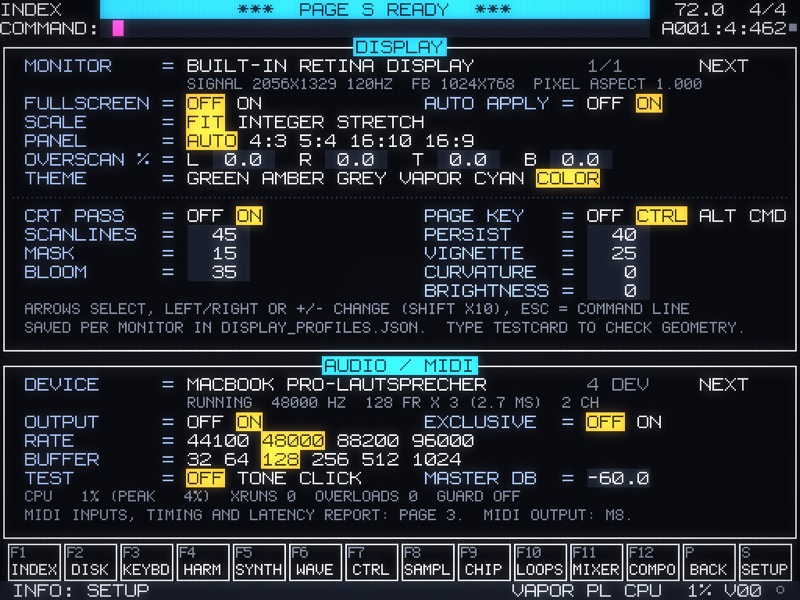 INDEX *** PAGE S READY *** 72.0 4/4
COMMAND: A001:4:462
DISPLAY
MONITOR = BUILT-IN RETINA DISPLAY 1/1 NEXT
SIGNAL 2056X1329 120HZ FB 1024X768 PIXEL ASPECT 1.000
FULLSCREEN = OFF ON AUTO APPLY = OFF ON
SCALE = FIT INTEGER STRETCH
PANEL = AUTO 4:3 5:4 16:10 16:9
OVERSCAN % = L 0.0 R 0.0 T 0.0 B 0.0
THEME = GREEN AMBER GREY VAPOR CYAN COLOR
CRT PASS = OFF ON PAGE KEY = OFF CTRL ALT CMD
SCANLINES = 45 PERSIST = 40
MASK = 15 VIGNETTE = 25
BLOOM = 35 CURVATURE = 0
BRIGHTNESS = 0
ARROWS SELECT, LEFT/RIGHT OR +/- CHANGE (SHIFT X10), ESC = COMMAND LINE
SAVED PER MONITOR IN DISPLAY_PROFILES.JSON. TYPE TESTCARD TO CHECK GEOMETRY.
AUDIO / MIDI
DEVICE = MACBOOK PRO-LAUTSPRECHER 4 DEV NEXT
RUNNING 48000 HZ 128 FR X 3 (2.7 MS) 2 CH
OUTPUT = OFF ON EXCLUSIVE = OFF ON
RATE = 44100 48000 88200 96000
BUFFER = 32 64 128 256 512 1024
TEST = OFF TONE CLICK MASTER DB = -60.0
CPU 1% (PEAK 4%) XRUNS 0 OVERLOADS 0 GUARD OFF
MIDI INPUTS, TIMING AND LATENCY REPORT: PAGE 3. MIDI OUTPUT: M8.
F1 F2 F3 F4 F5 F6 F7 F8 F9 F10 F11 F12 P S
INDEX DISK KEYBD HARM SYNTH WAVE CTRL SAMPL CHIP LOOPS MIXER COMPO BACK SETUP
INFO: SETUP VAPOR PL CPU 1% V00